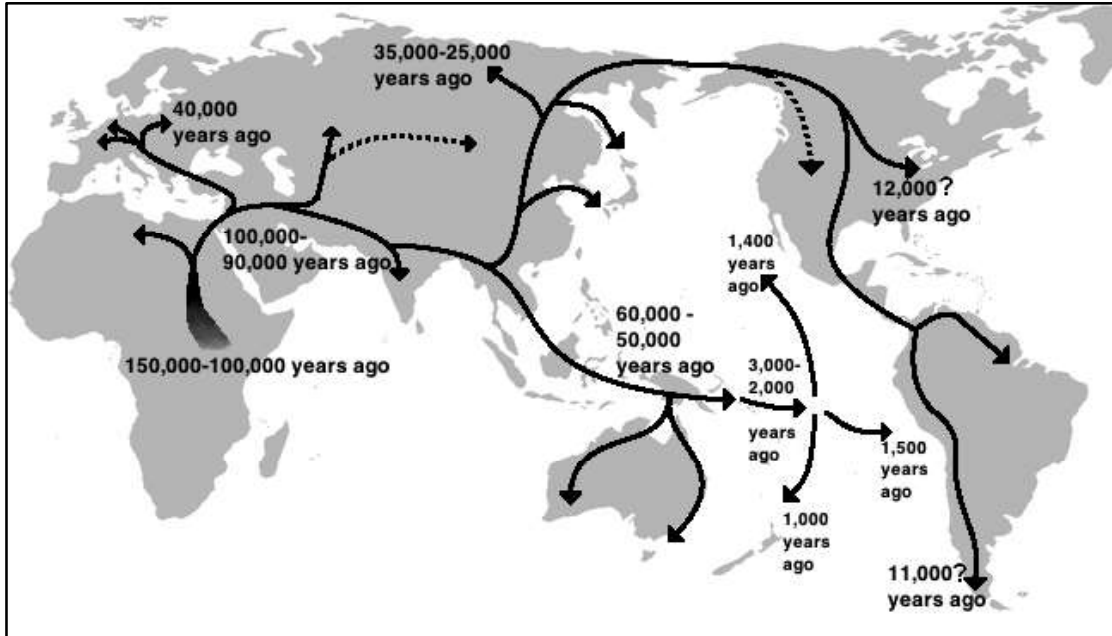 35,000-25,000
years ago
40,000
years ago
12,000?
years ago
100,000-
90,000 years ago
1,400
years
ago
60,000 -
50,000
years ago
150,000-100,000 years ago
3,000-
2,000
years
ago
1,500
years
ago
1,000
years
ago
11,000?
years ago